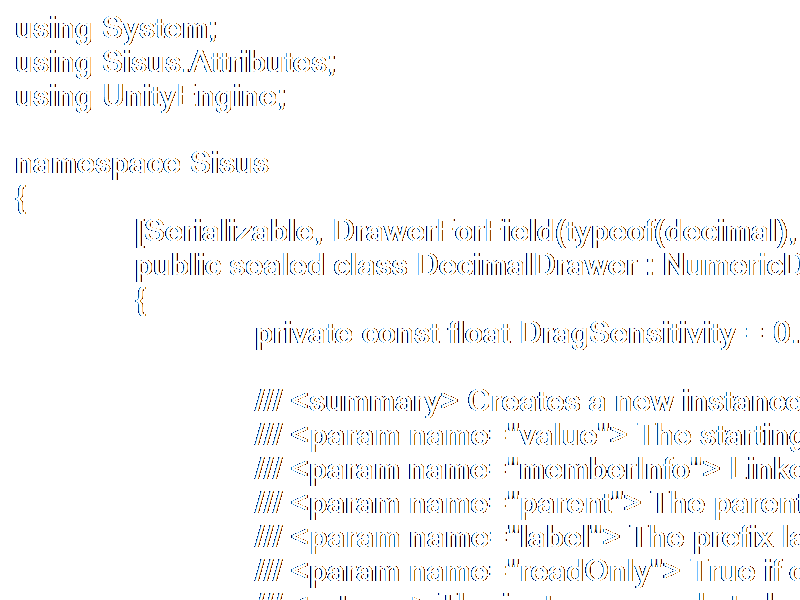 using System;
using Sisus.Attributes;
using UnityEngine;
namespace Sisus
{
[Serializable, DrawerForField(typeof(decimal),
public sealed class DecimalDrawer : NumericD
{
private const float DragSensitivity = 0.
/// <summary> Creates a new instance
/// <param name="value"> The starting
/// <param name="memberInfo"> Linke
/// <param name="parent"> The parent
/// <param name="label"> The prefix la
/// <param name="readOnly"> True if